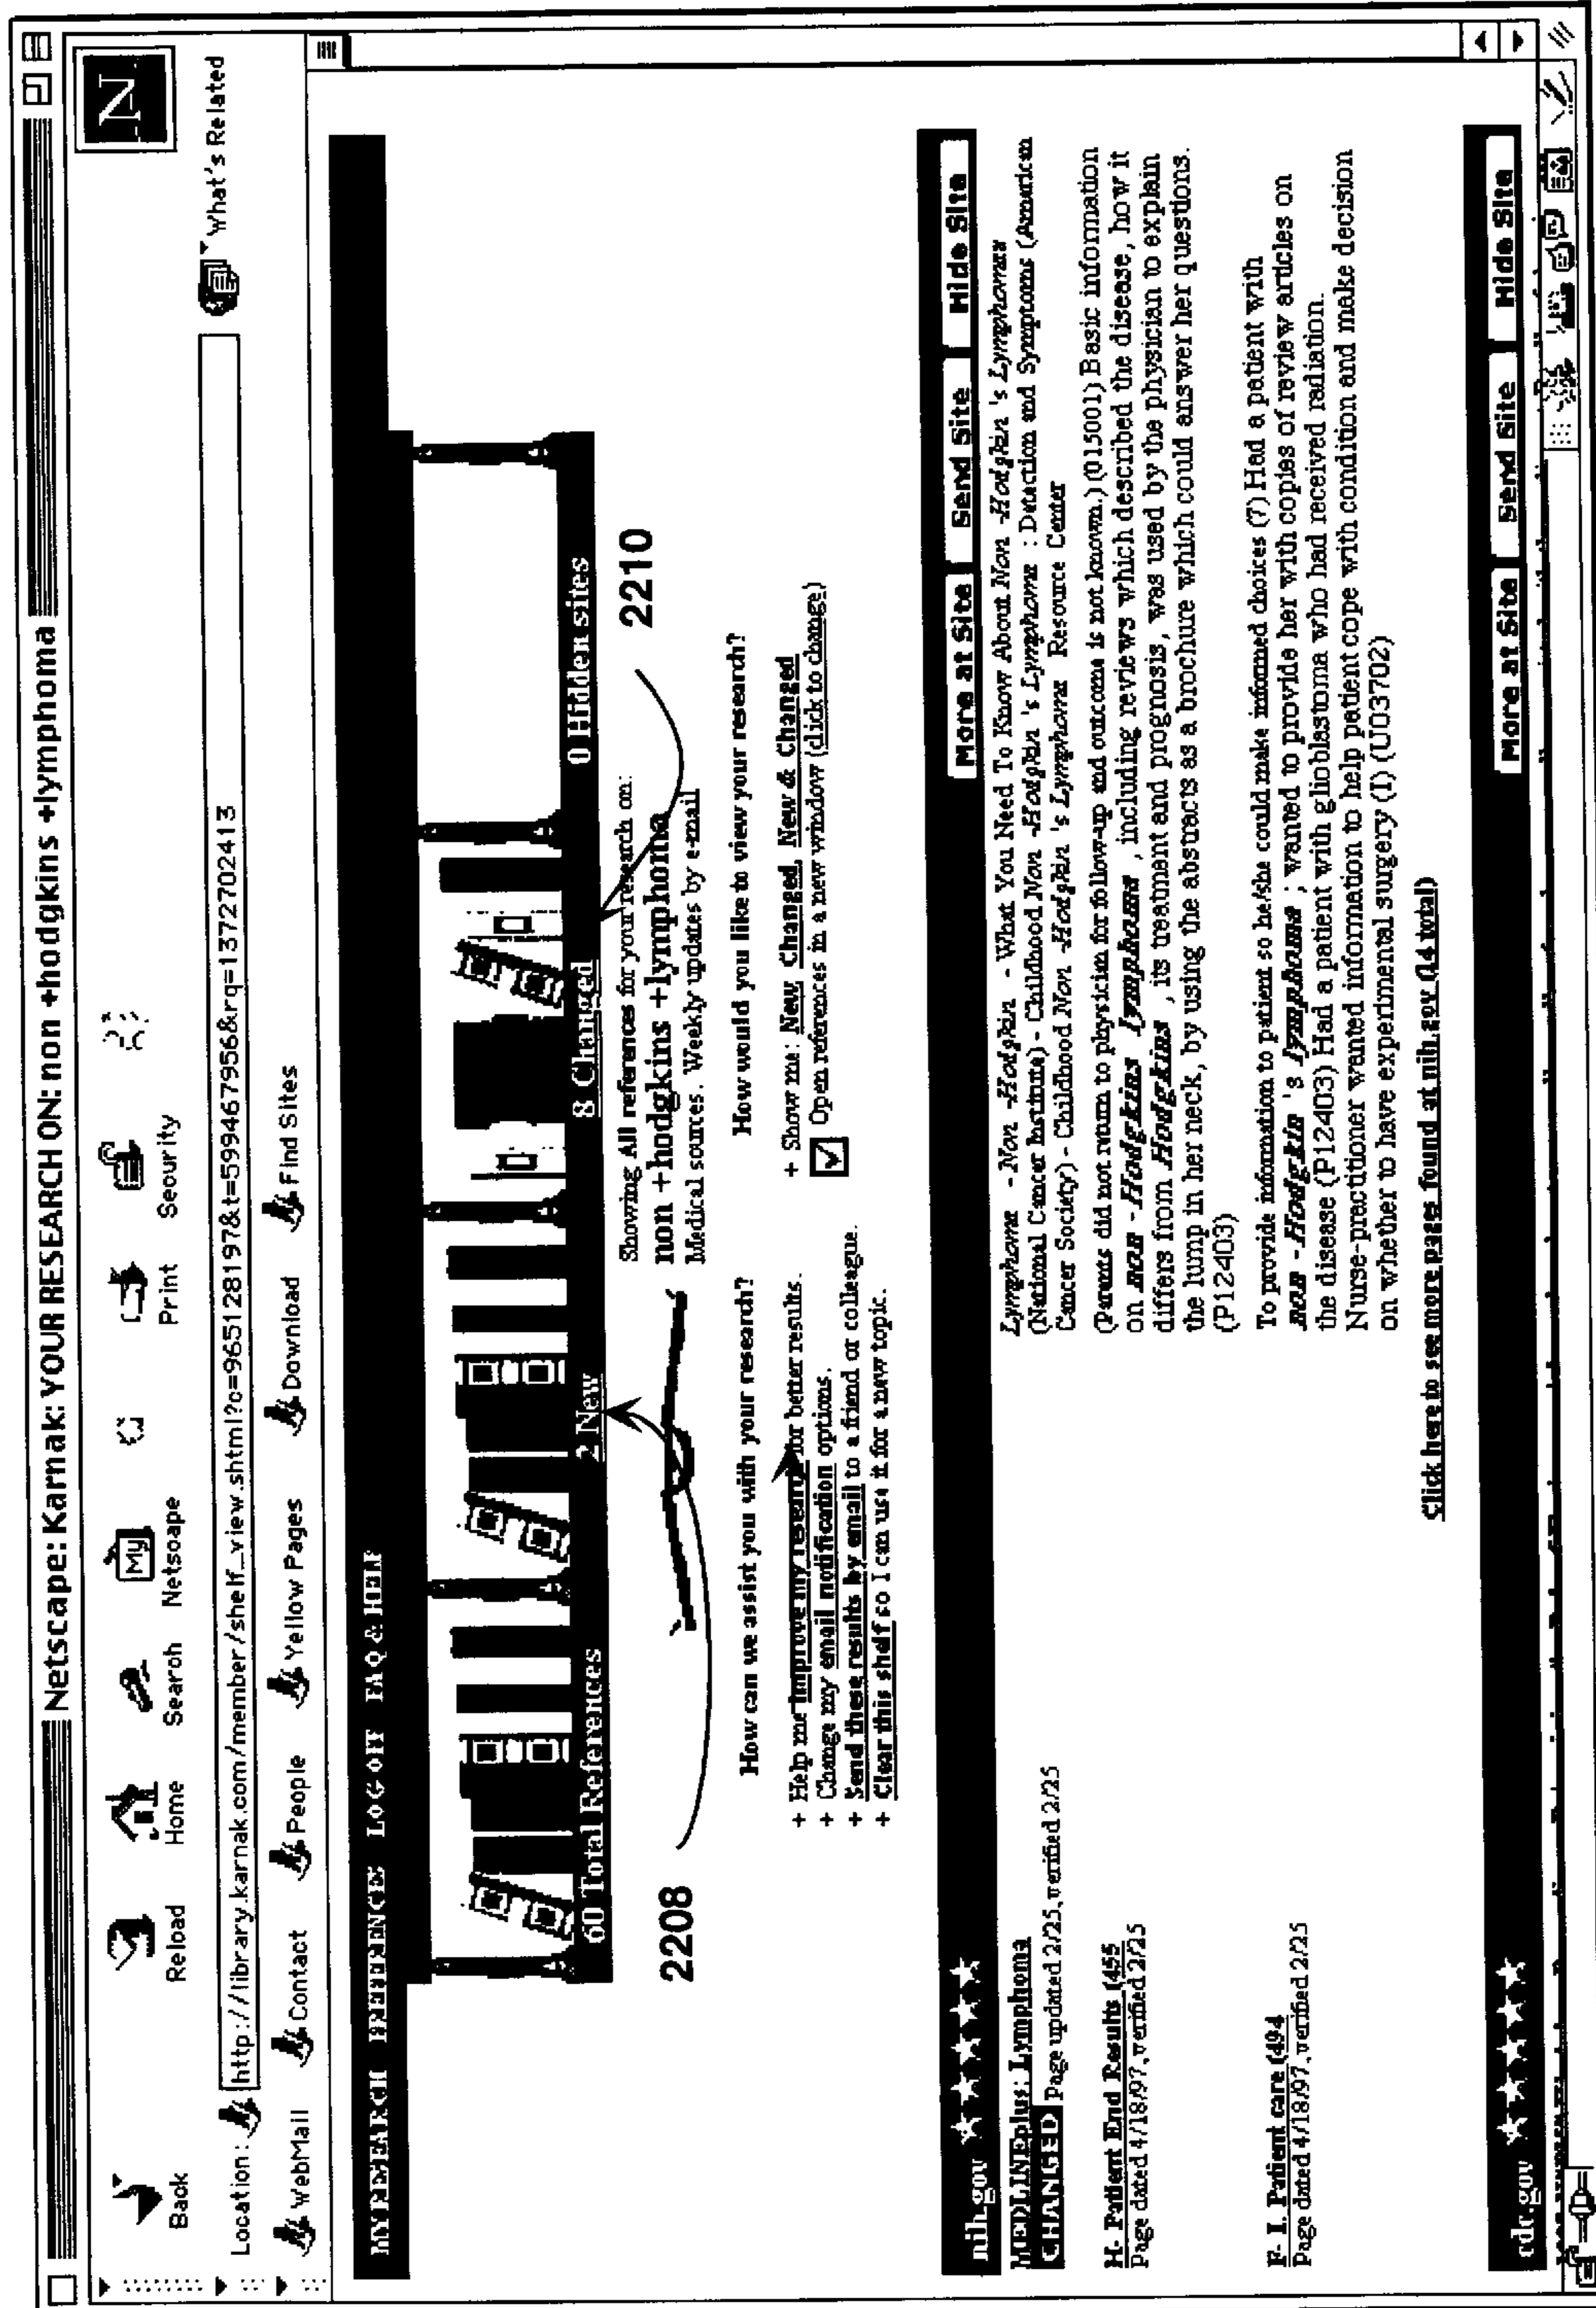 Netscape: Karnak: YOUR RESEARCH ON: non +hodgkins +lymphoma
N
Back Reload Home Search Netscape Print Security
My
Location: http://library.karnak.com/member/shelf_view.shtml?c=965128197&t=599467956&rq=1372702413 What's Related
WebMail Contact People Yellow Pages Download Find Sites
MY RESEARCH REFERENCE LOG OFF FAQ & HELP
60 Total References 2 New 8 Changed 0 Hidden sites
2208
2210
Showing All references for your research on:
non +hodgkins +lymphoma
Medical sources. Weekly updates by e-mail
How can we assist you with your research?
+ Help me improve my research for better results.
+ Change my email notification options.
+ Send these results by email to a friend or colleague.
+ Clear this shelf so I can use it for a new topic.
How would you like to view your research?
+ Show me: New, Changed, New & Changed
Open references in a new window (click to change)
nih.gov More at Site Send Site Hide Site
MEDLINEplus: Lymphoma
CHANGED Page updated 2/25, verified 2/25
Lymphoma - Non -Hodgkin - What You Need To Know About Non -Hodgkin 's Lymphomas
(National Cancer Institute) - Childhood Non -Hodgkin 's Lymphoma : Detection and Symptoms (American
Cancer Society) - Childhood Non -Hodgkin 's Lymphoma Resource Center
H- Patient End Results (455
Page dated 4/18/97, verified 2/25
(Parents did not return to physician for follow-up and outcome is not known.) (015001) Basic information
on non -Hodgkins lymphoma , including reviews which described the disease, how it
differs from Hodgkins , its treatment and prognosis, was used by the physician to explain
the lump in her neck, by using the abstracts as a brochure which could answer her questions.
(P12403)
F- I. Patient care (494
Page dated 4/18/97, verified 2/25
To provide information to patient so he/she could make informed choices (7) Had a patient with
non -Hodgkin 's lymphoma ; wanted to provide her with copies of review articles on
the disease (P12403) Had a patient with glioblastoma who had received radiation.
Nurse-practitioner wanted information to help patient cope with condition and make decision
on whether to have experimental surgery (I) (U03702)
Click here to see more pages found at nih.gov (14 total)
cdc.gov More at Site Send Site Hide Site